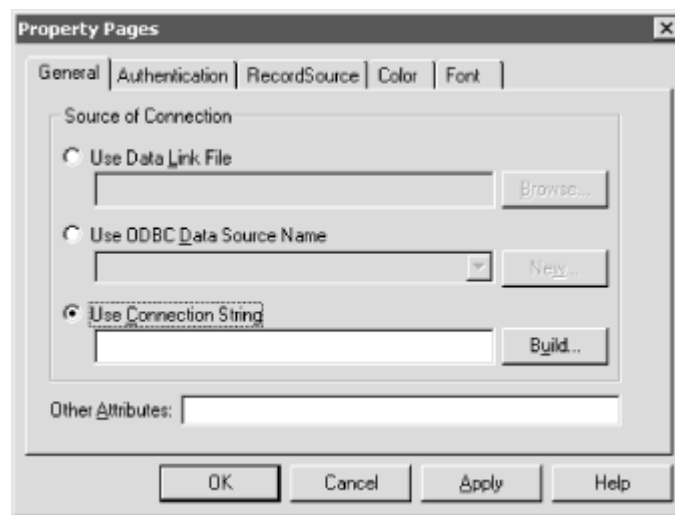 Property Pages
General Authentication RecordSource Color Font
Source of Connection
Use Data Link File
Browse...
Use ODBC Data Source Name
New...
Use Connection String
Build...
Other Attributes:
OK Cancel Apply Help